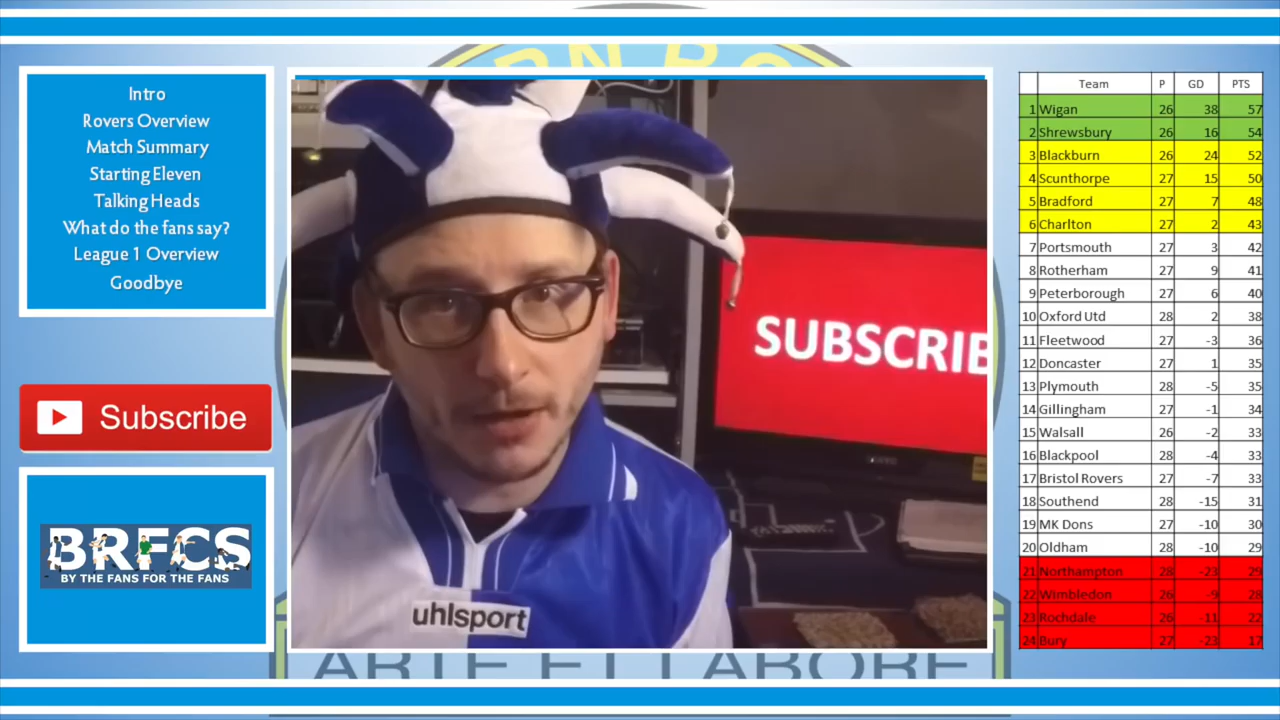 RN RO
Intro
Rovers Overview
Match Summary
Starting Eleven
Talking Heads
What do the fans say?
League 1 Overview
Goodbye
Subscribe
BRFCS
BY THE FANS FOR THE FANS
SUBSCRIB
uhlsport
ARTE ET LABORE
Team P GD PTS
1 Wigan 26 38 57
2 Shrewsbury 26 16 54
3 Blackburn 26 24 52
4 Scunthorpe 27 15 50
5 Bradford 27 7 48
6 Charlton 27 2 43
7 Portsmouth 27 3 42
8 Rotherham 27 9 41
9 Peterborough 27 6 40
10 Oxford Utd 28 2 38
11 Fleetwood 27 -3 36
12 Doncaster 27 1 35
13 Plymouth 28 -5 35
14 Gillingham 27 -1 34
15 Walsall 26 -2 33
16 Blackpool 28 -4 33
17 Bristol Rovers 27 -7 33
18 Southend 28 -15 31
19 MK Dons 27 -10 30
20 Oldham 28 -10 29
21 Northampton 28 -23 29
22 Wimbledon 26 -9 28
23 Rochdale 26 -11 22
24 Bury 27 -23 17